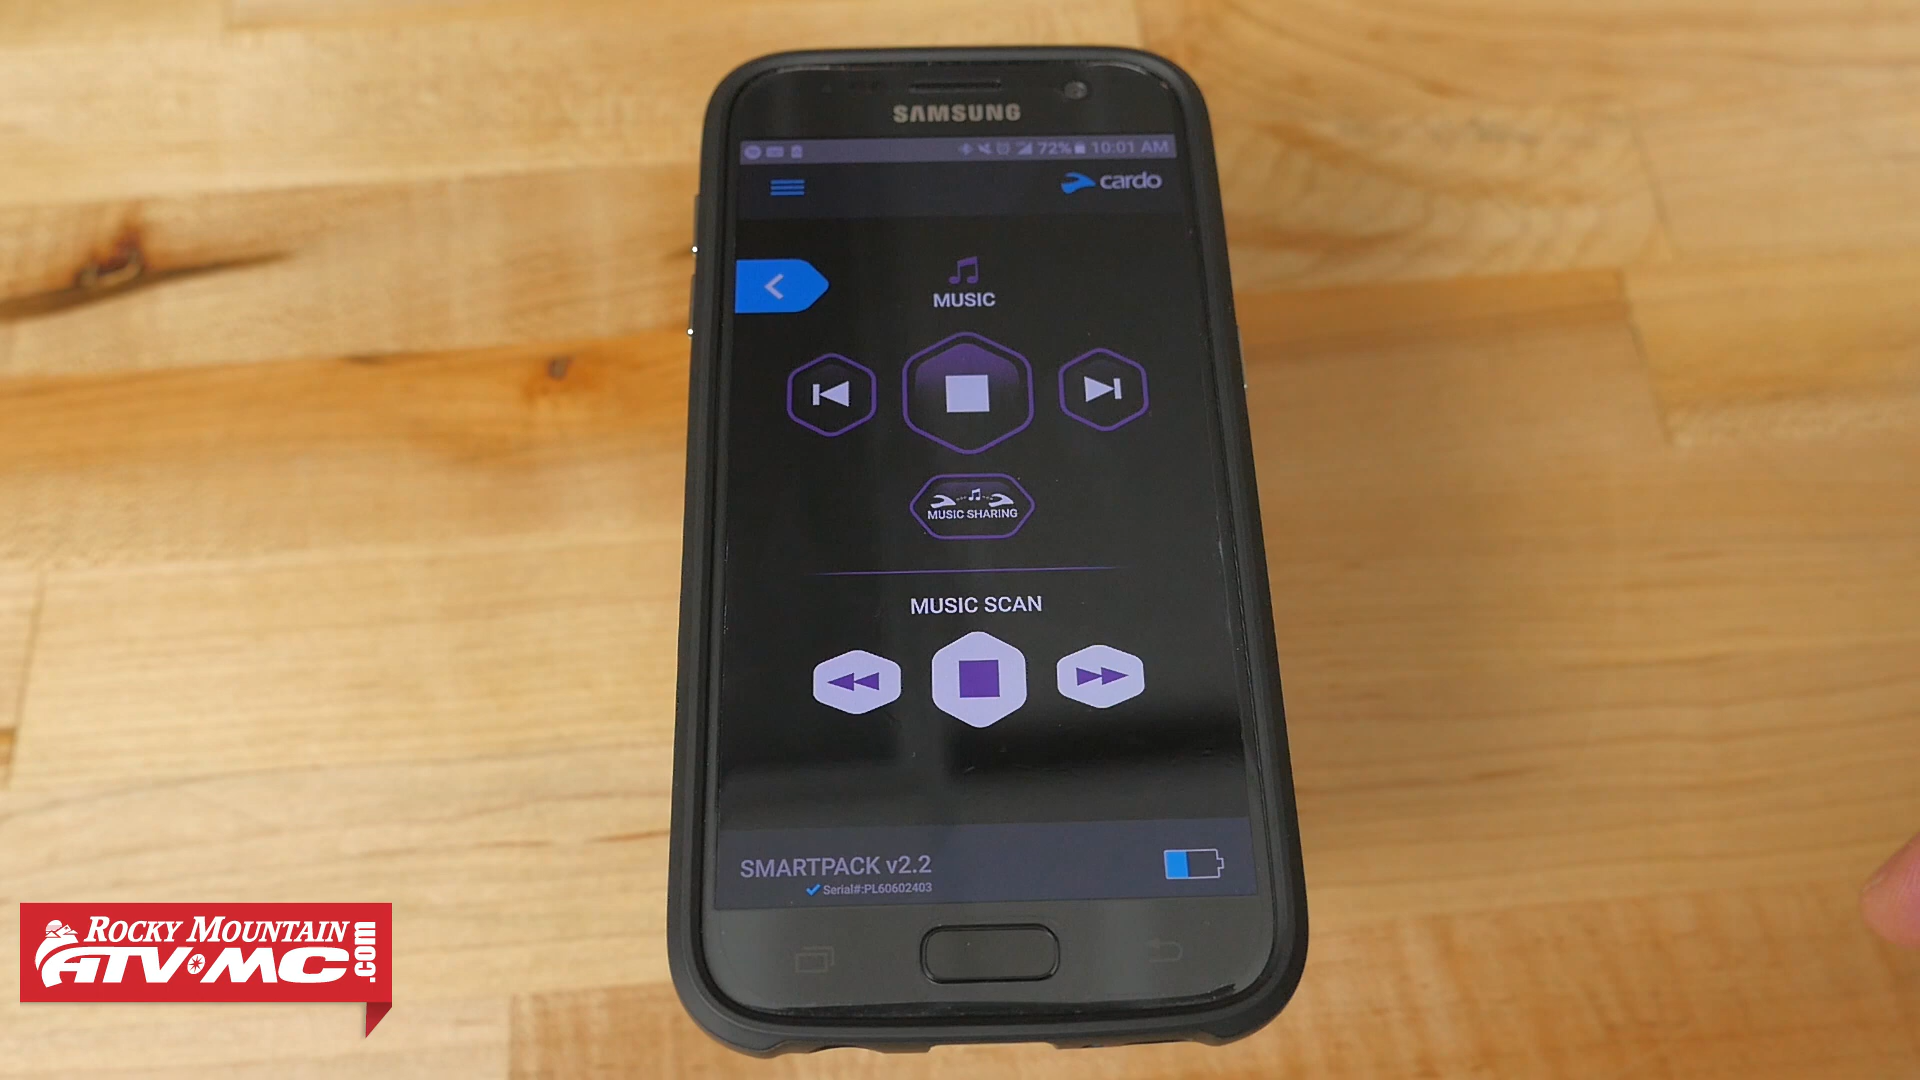 SAMSUNG
72% 10:01 AM
cardo
MUSIC
MUSIC SHARING
MUSIC SCAN
SMARTPACK v2.2
Serial#:PL60602403
ROCKY MOUNTAIN
ATV MC .com